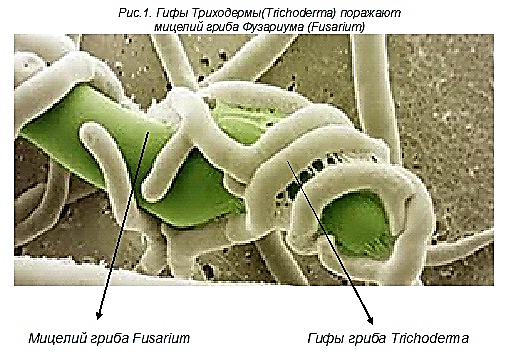 Рис.1. Гифы Триходермы(Trichoderma) поражают
мицелий гриба Фузариума (Fusarium)
Мицелий гриба Fusarium
Гифы гриба Trichoderma